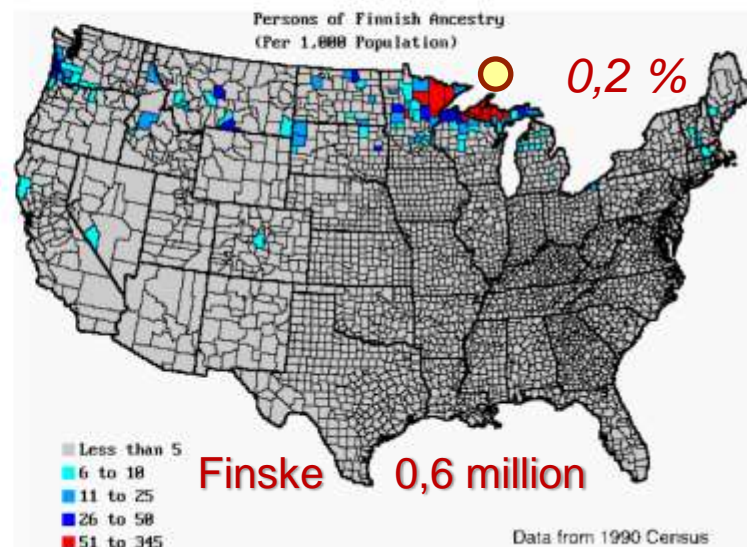 Persons of Finnish Ancestry
(Per 1,000 Population)
0,2 %
Less than 5
6 to 10
11 to 25
26 to 50
51 to 345
Finske 0,6 million
Data from 1990 Census